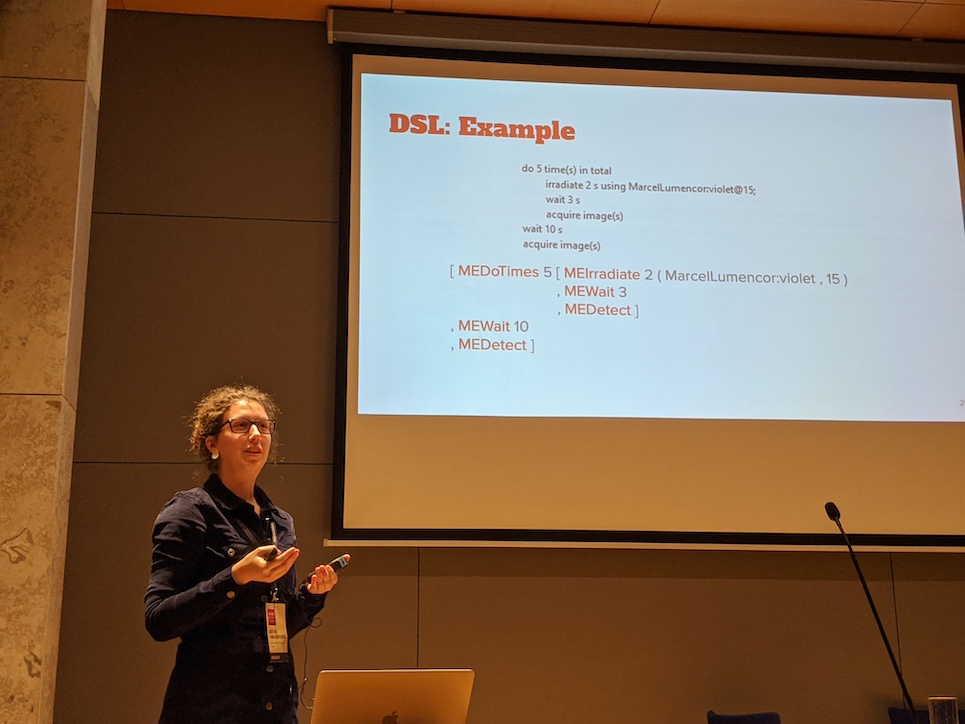 DSL: Example
do 5 time(s) in total
irradiate 2 s using MarcelLumencor:violet@15;
wait 3 s
acquire image(s)
wait 10 s
acquire image(s)
[ MEDoTimes 5 [ MEIrradiate 2 ( MarcelLumencor:violet , 15 )
, MEWait 3
, MEDetect ]
, MEWait 10
, MEDetect ]